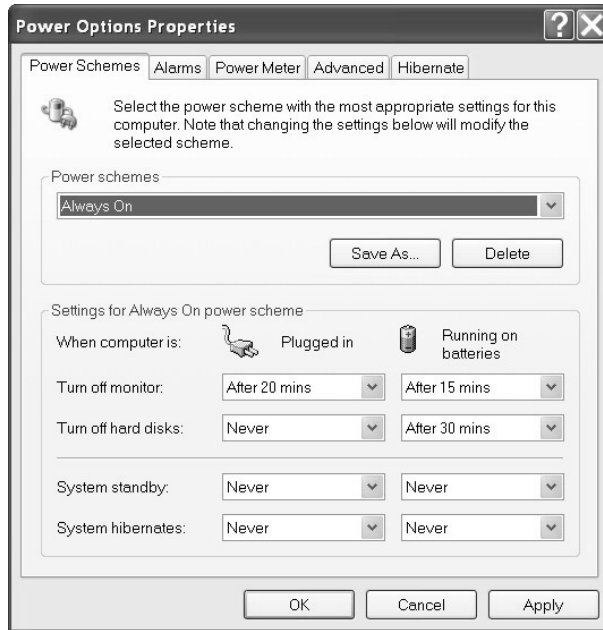 Power Options Properties
Power Schemes Alarms Power Meter Advanced Hibernate
Select the power scheme with the most appropriate settings for this
computer. Note that changing the settings below will modify the
selected scheme.
Power schemes
Always On
Save As... Delete
Settings for Always On power scheme
When computer is: Plugged in Running on
batteries
Turn off monitor: After 20 mins After 15 mins
Turn off hard disks: Never After 30 mins
System standby: Never Never
System hibernates: Never Never
OK Cancel Apply